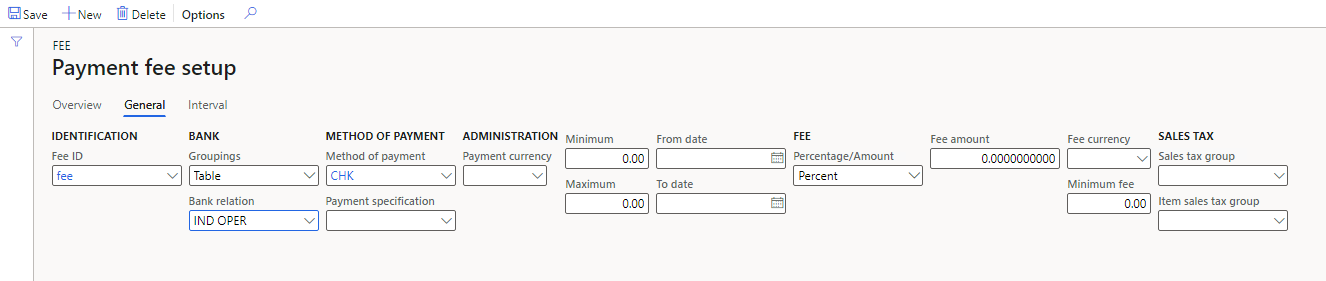 Save New Delete Options
FEE
Payment fee setup
Overview General Interval
IDENTIFICATION BANK METHOD OF PAYMENT ADMINISTRATION Minimum From date FEE Fee amount Fee currency SALES TAX
Fee ID Groupings Method of payment Payment currency 0.00 Percentage/Amount 0.0000000000 Sales tax group
fee Table CHK Maximum To date Percent Minimum fee
Bank relation Payment specification 0.00 0.00 Item sales tax group
IND OPER